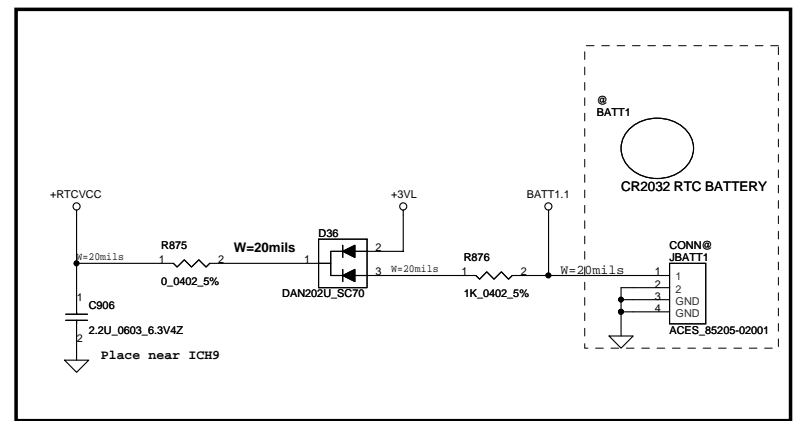 @
BATT1
CR2032 RTC BATTERY
+RTCVCC
+3VL
BATT1.1
R875
W=20mils
D36
R876
CONN@
JBATT1
W=20mils
1
2
1
2
3
W=20mils
1
2
W=20mils
1
2
3
4
1
2
GND
GND
0_0402_5%
DAN202U_SC70
1K_0402_5%
1
C906
2.2U_0603_6.3V4Z
2
ACES_85205-02001
Place near ICH9